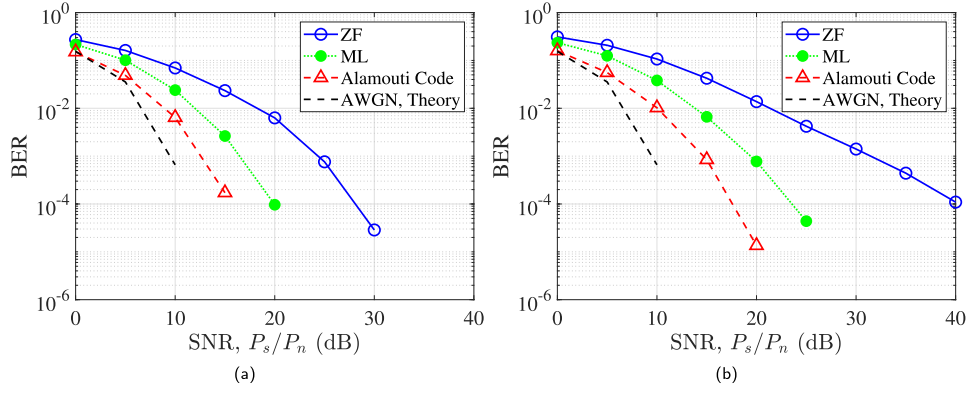 10^0
10^-2
10^-4
10^-6
BER
0
10
20
30
40
SNR, P_s/P_n (dB)
ZF
ML
Alamouti Code
AWGN, Theory
(a)
10^0
10^-2
10^-4
10^-6
BER
0
10
20
30
40
SNR, P_s/P_n (dB)
ZF
ML
Alamouti Code
AWGN, Theory
(b)